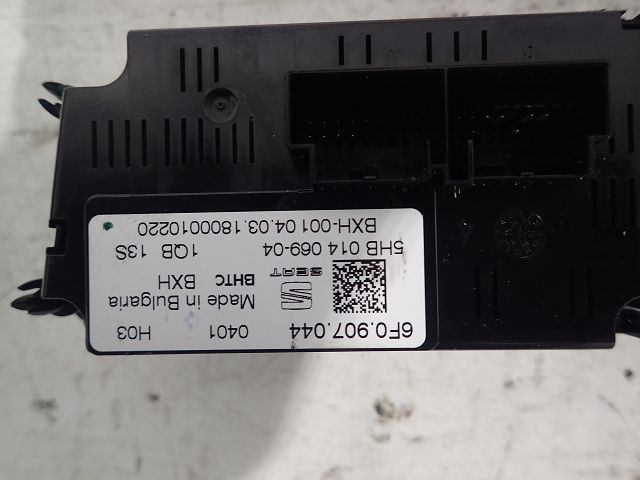 6F0.907.044 0401 H03
Made in Bulgaria
SEAT BHTC BXH
5HB 014 069-04 1QB 13S
BXH-001 04.03.1800010220